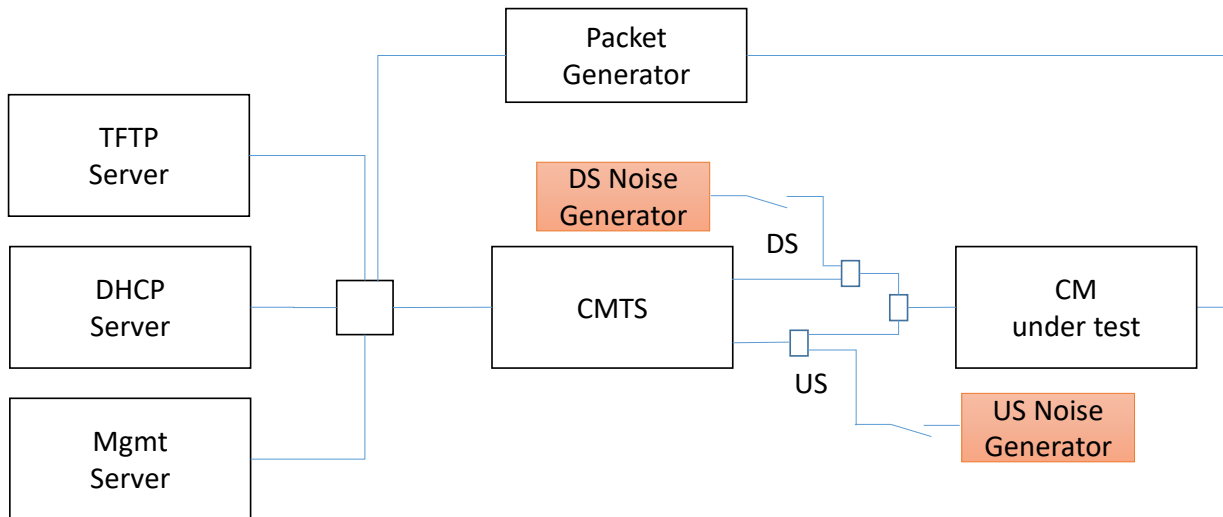 Packet
Generator
TFTP
Server
DS Noise
Generator
DS
DHCP
Server
CMTS
CM
under test
US
Mgmt
Server
US Noise
Generator